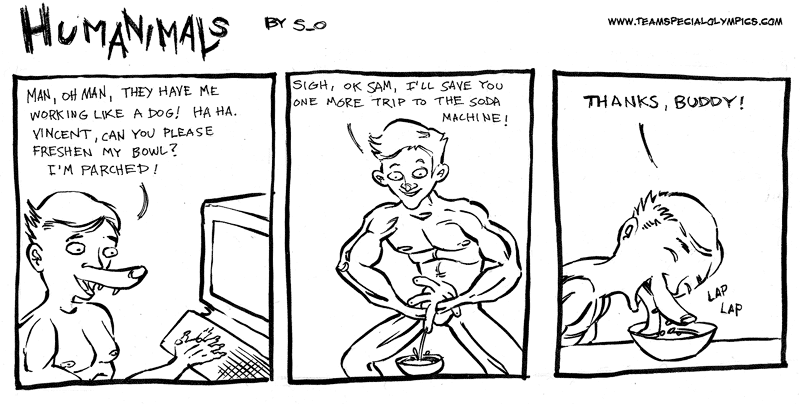 HUMANIMALS BY S_O
WWW.TEAMSPECIALOLYMPICS.COM
MAN, OH MAN, THEY HAVE ME
WORKING LIKE A DOG! HA HA.
VINCENT, CAN YOU PLEASE
FRESHEN MY BOWL?
I'M PARCHED!
SIGH, OK SAM, I'LL SAVE YOU
ONE MORE TRIP TO THE SODA
MACHINE!
THANKS, BUDDY!
LAP
LAP